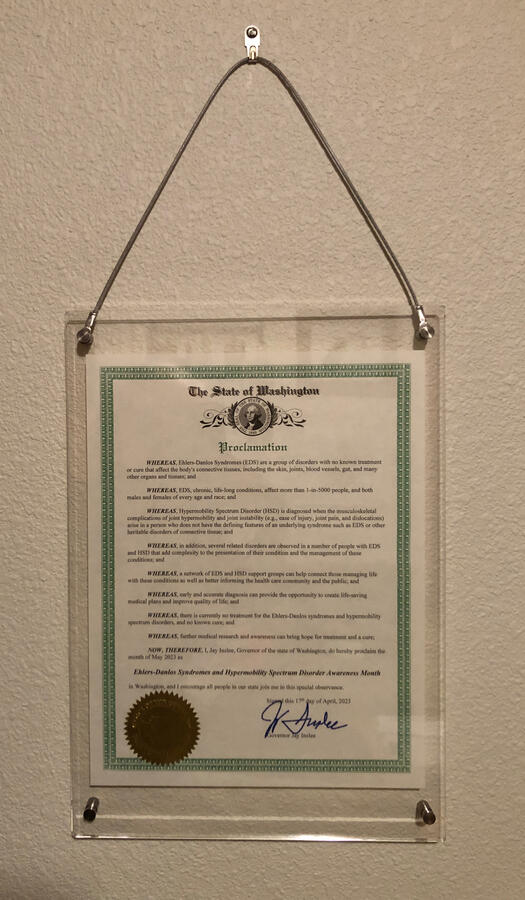 The State of Washington
Proclamation
WHEREAS, Ehlers-Danlos Syndromes (EDS) are a group of disorders with no known treatment
or cure that affect the body's connective tissues, including the skin, joints, blood vessels, gut, and many
other organs and tissues; and
WHEREAS, EDS, chronic, life-long conditions, affect more than 1-in-5000 people, and both
males and females of every age and race; and
WHEREAS, Hypermobility Spectrum Disorder (HSD) is diagnosed when the musculoskeletal
complications of joint hypermobility and joint instability (e.g., ease of injury, joint pain, and dislocations)
arise in a person who does not have the defining features of an underlying syndrome such as EDS or other
heritable disorders of connective tissue; and
WHEREAS, in addition, several related disorders are observed in a number of people with EDS
and HSD that add complexity to the presentation of their condition and the management of these
conditions; and
WHEREAS, a network of EDS and HSD support groups can help connect those managing life
with these conditions as well as better informing the health care community and the public; and
WHEREAS, early and accurate diagnosis can provide the opportunity to create life-saving
medical plans and improve quality of life; and
WHEREAS, there is currently no treatment for the Ehlers-Danlos syndromes and hypermobility
spectrum disorders, and no known cure; and
WHEREAS, further medical research and awareness can bring hope for treatment and a cure;
NOW, THEREFORE, I, Jay Inslee, Governor of the state of Washington, do hereby proclaim the
month of May 2023 as
Ehlers-Danlos Syndromes and Hypermobility Spectrum Disorder Awareness Month
in Washington, and I encourage all people in our state to join me in this special observance.
Signed this 17th day of April, 2023
Governor Jay Inslee